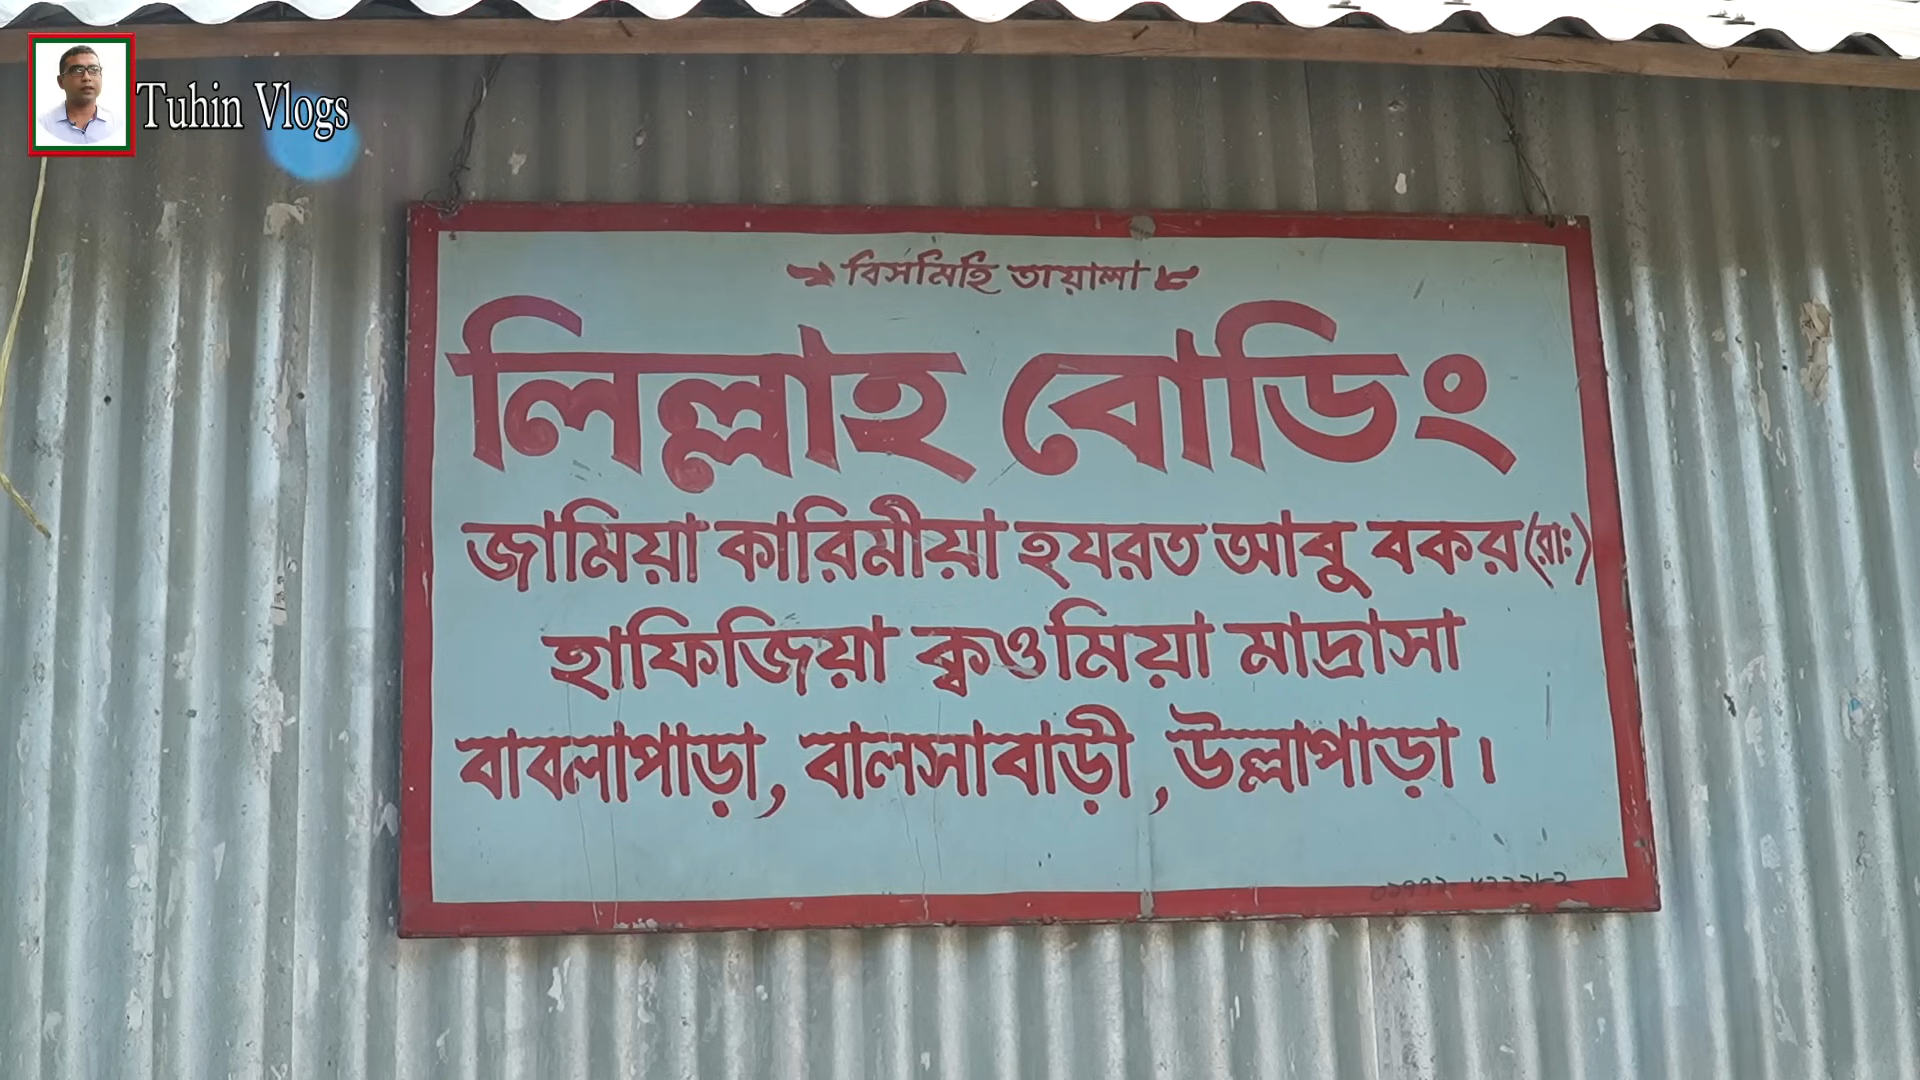 Tuhin Vlogs
বিসমিহি তায়ালা
লিল্লাহ বোডিং
জামিয়া কারিমীয়া হযরত আবু বকর (রাঃ)
হাফিজিয়া ক্বওমিয়া মাদ্রাসা
বাবলাপাড়া, বালসাবাড়ী, উল্লাপাড়া।